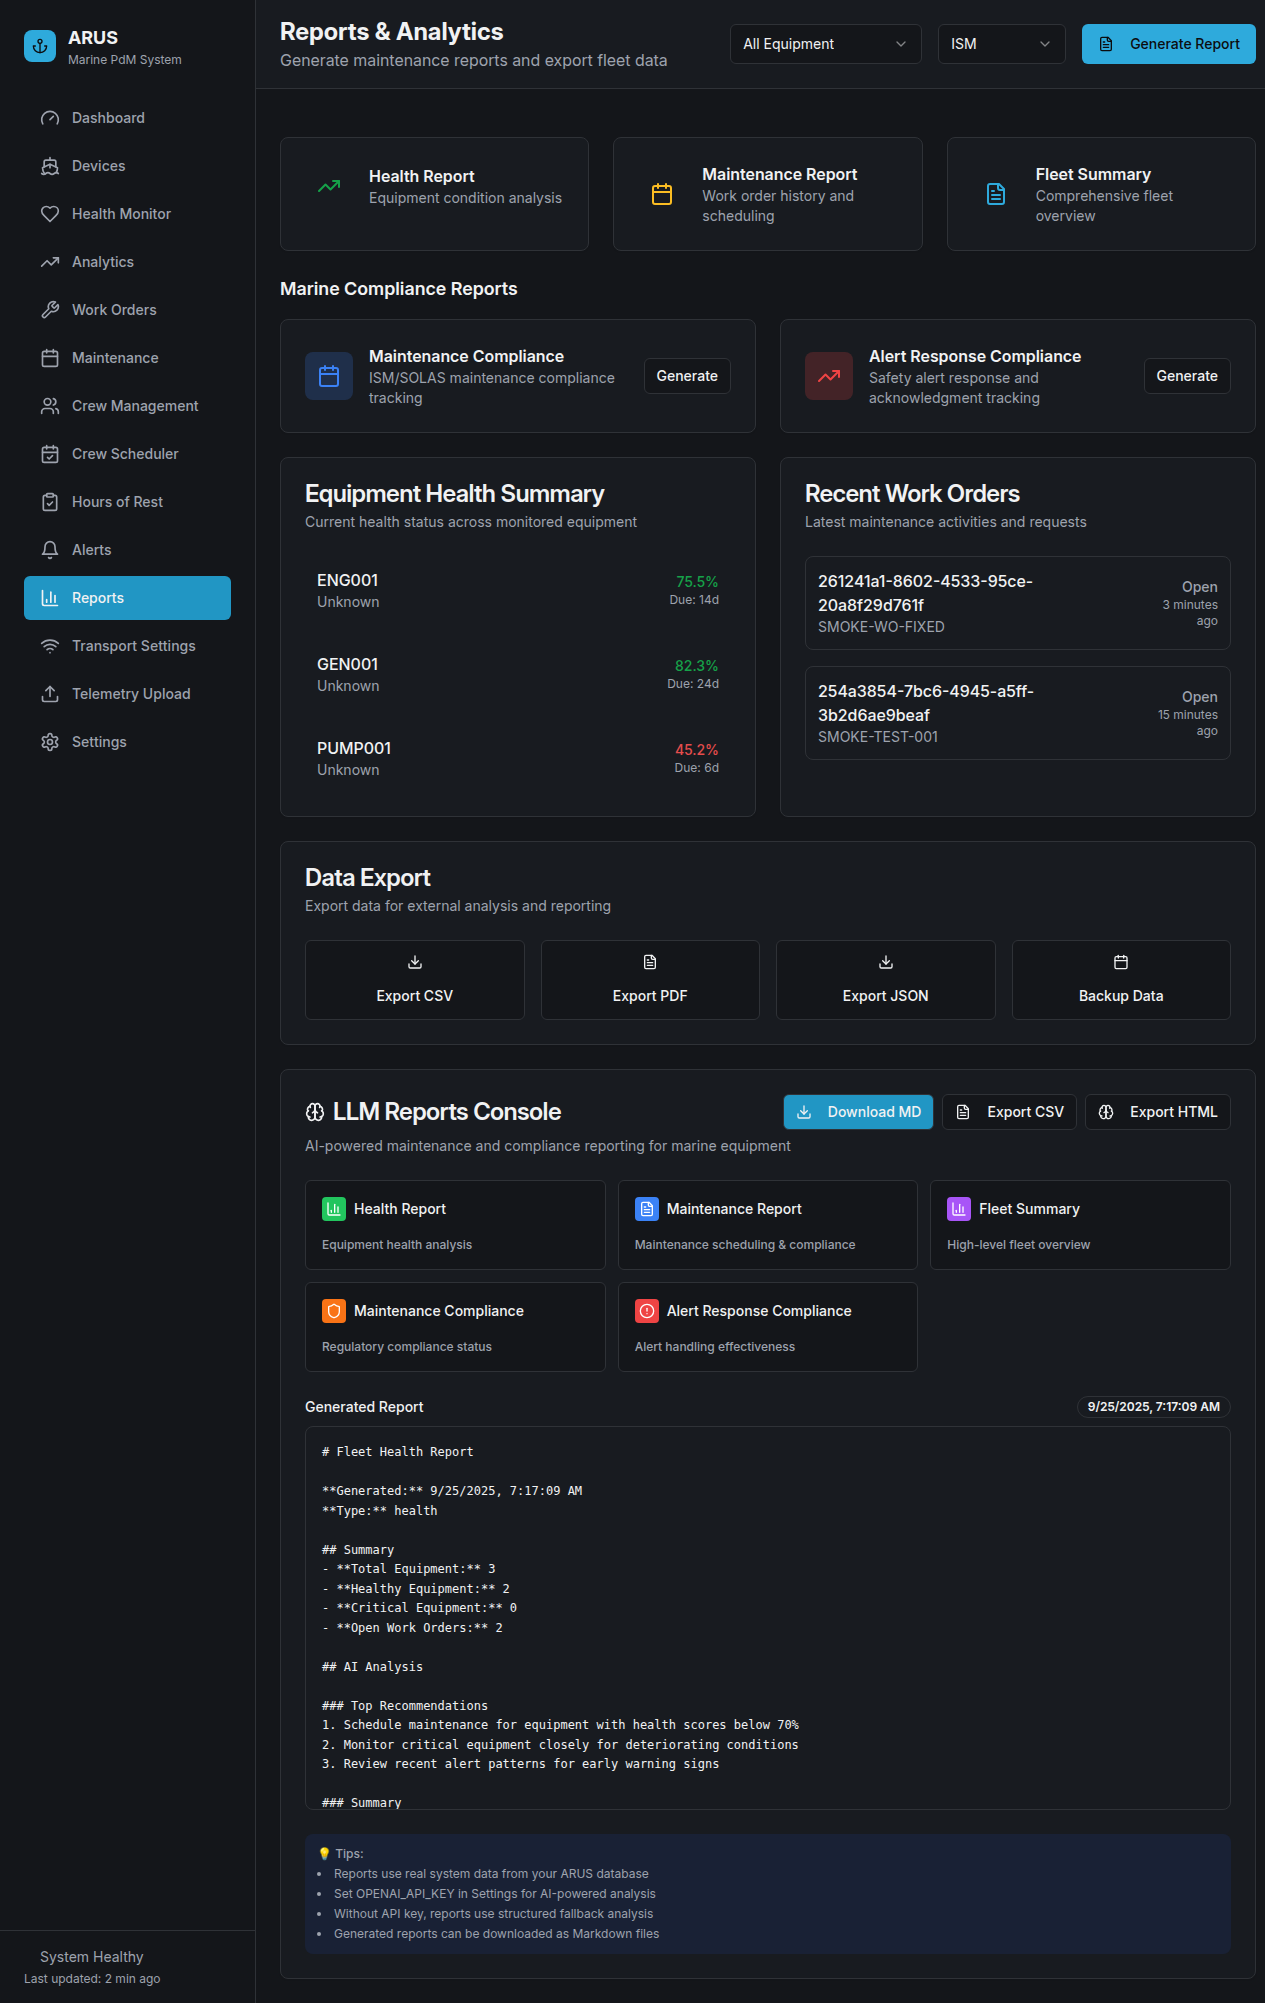 ARUS
Marine PdM System
Dashboard
Devices
Health Monitor
Analytics
Work Orders
Maintenance
Crew Management
Crew Scheduler
Hours of Rest
Alerts
Reports
Transport Settings
Telemetry Upload
Settings
System Healthy
Last updated: 2 min ago
Reports & Analytics
Generate maintenance reports and export fleet data
All Equipment
ISM
Generate Report
Health Report
Equipment condition analysis
Maintenance Report
Work order history and
scheduling
Fleet Summary
Comprehensive fleet
overview
Marine Compliance Reports
Maintenance Compliance
ISM/SOLAS maintenance compliance
tracking
Generate
Alert Response Compliance
Safety alert response and
acknowledgment tracking
Generate
Equipment Health Summary
Current health status across monitored equipment
ENG001
Unknown
75.5%
Due: 14d
GEN001
Unknown
82.3%
Due: 24d
PUMP001
Unknown
45.2%
Due: 6d
Recent Work Orders
Latest maintenance activities and requests
261241a1-8602-4533-95ce-
20a8f29d761f
SMOKE-WO-FIXED
Open
3 minutes
ago
254a3854-7bc6-4945-a5ff-
3b2d6ae9beaf
SMOKE-TEST-001
Open
15 minutes
ago
Data Export
Export data for external analysis and reporting
Export CSV
Export PDF
Export JSON
Backup Data
LLM Reports Console
Download MD
Export CSV
Export HTML
AI-powered maintenance and compliance reporting for marine equipment
Health Report
Equipment health analysis
Maintenance Report
Maintenance scheduling & compliance
Fleet Summary
High-level fleet overview
Maintenance Compliance
Regulatory compliance status
Alert Response Compliance
Alert handling effectiveness
Generated Report
9/25/2025, 7:17:09 AM
# Fleet Health Report
**Generated:** 9/25/2025, 7:17:09 AM
**Type:** health
## Summary
- **Total Equipment:** 3
- **Healthy Equipment:** 2
- **Critical Equipment:** 0
- **Open Work Orders:** 2
## AI Analysis
### Top Recommendations
1. Schedule maintenance for equipment with health scores below 70%
2. Monitor critical equipment closely for deteriorating conditions
3. Review recent alert patterns for early warning signs
### Summary
💡 Tips:
• Reports use real system data from your ARUS database
• Set OPENAI_API_KEY in Settings for AI-powered analysis
• Without API key, reports use structured fallback analysis
• Generated reports can be downloaded as Markdown files